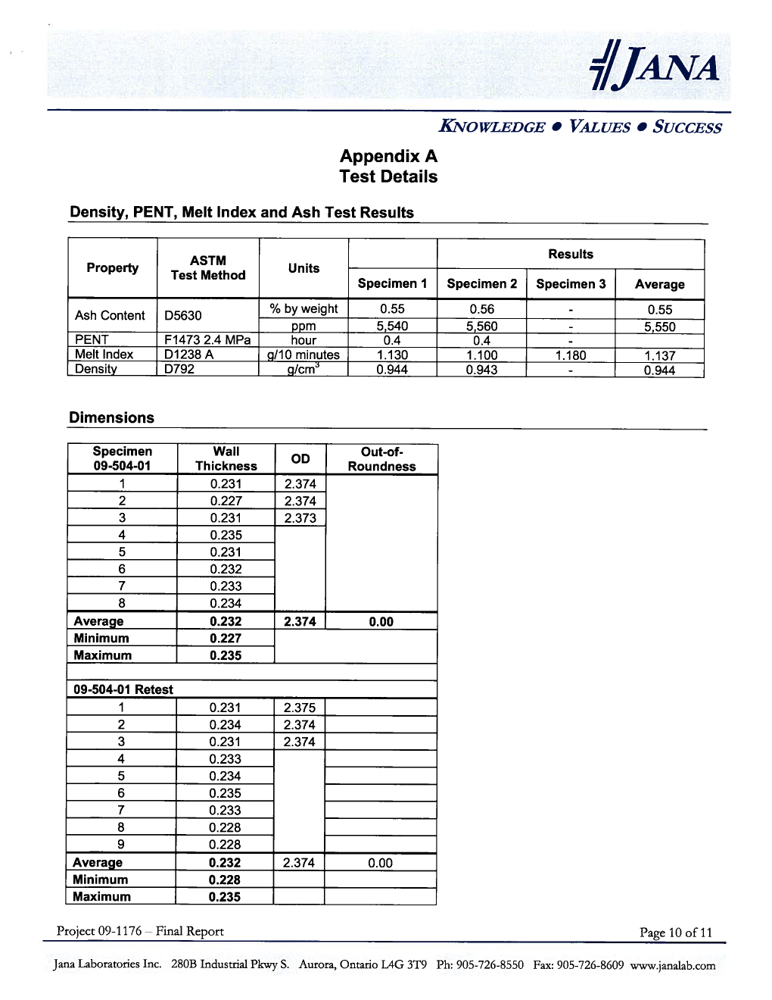 JANA
KNOWLEDGE ● VALUES ● SUCCESS
Appendix A
Test Details
Density, PENT, Melt Index and Ash Test Results
Property ASTM Test Method Units Results
Specimen 1 Specimen 2 Specimen 3 Average
Ash Content D5630 % by weight 0.55 0.56 - 0.55
ppm 5,540 5,560 - 5,550
PENT F1473 2.4 MPa hour 0.4 0.4 -
Melt Index D1238 A g/10 minutes 1.130 1.100 1.180 1.137
Density D792 g/cm³ 0.944 0.943 - 0.944
Dimensions
Specimen 09-504-01 Wall Thickness OD Out-of-Roundness
1 0.231 2.374
2 0.227 2.374
3 0.231 2.373
4 0.235
5 0.231
6 0.232
7 0.233
8 0.234
Average 0.232 2.374 0.00
Minimum 0.227
Maximum 0.235
09-504-01 Retest
1 0.231 2.375
2 0.234 2.374
3 0.231 2.374
4 0.233
5 0.234
6 0.235
7 0.233
8 0.228
9 0.228
Average 0.232 2.374 0.00
Minimum 0.228
Maximum 0.235
Project 09-1176 – Final Report Page 10 of 11
Jana Laboratories Inc. 280B Industrial Pkwy S. Aurora, Ontario L4G 3T9 Ph: 905-726-8550 Fax: 905-726-8609 www.janalab.com